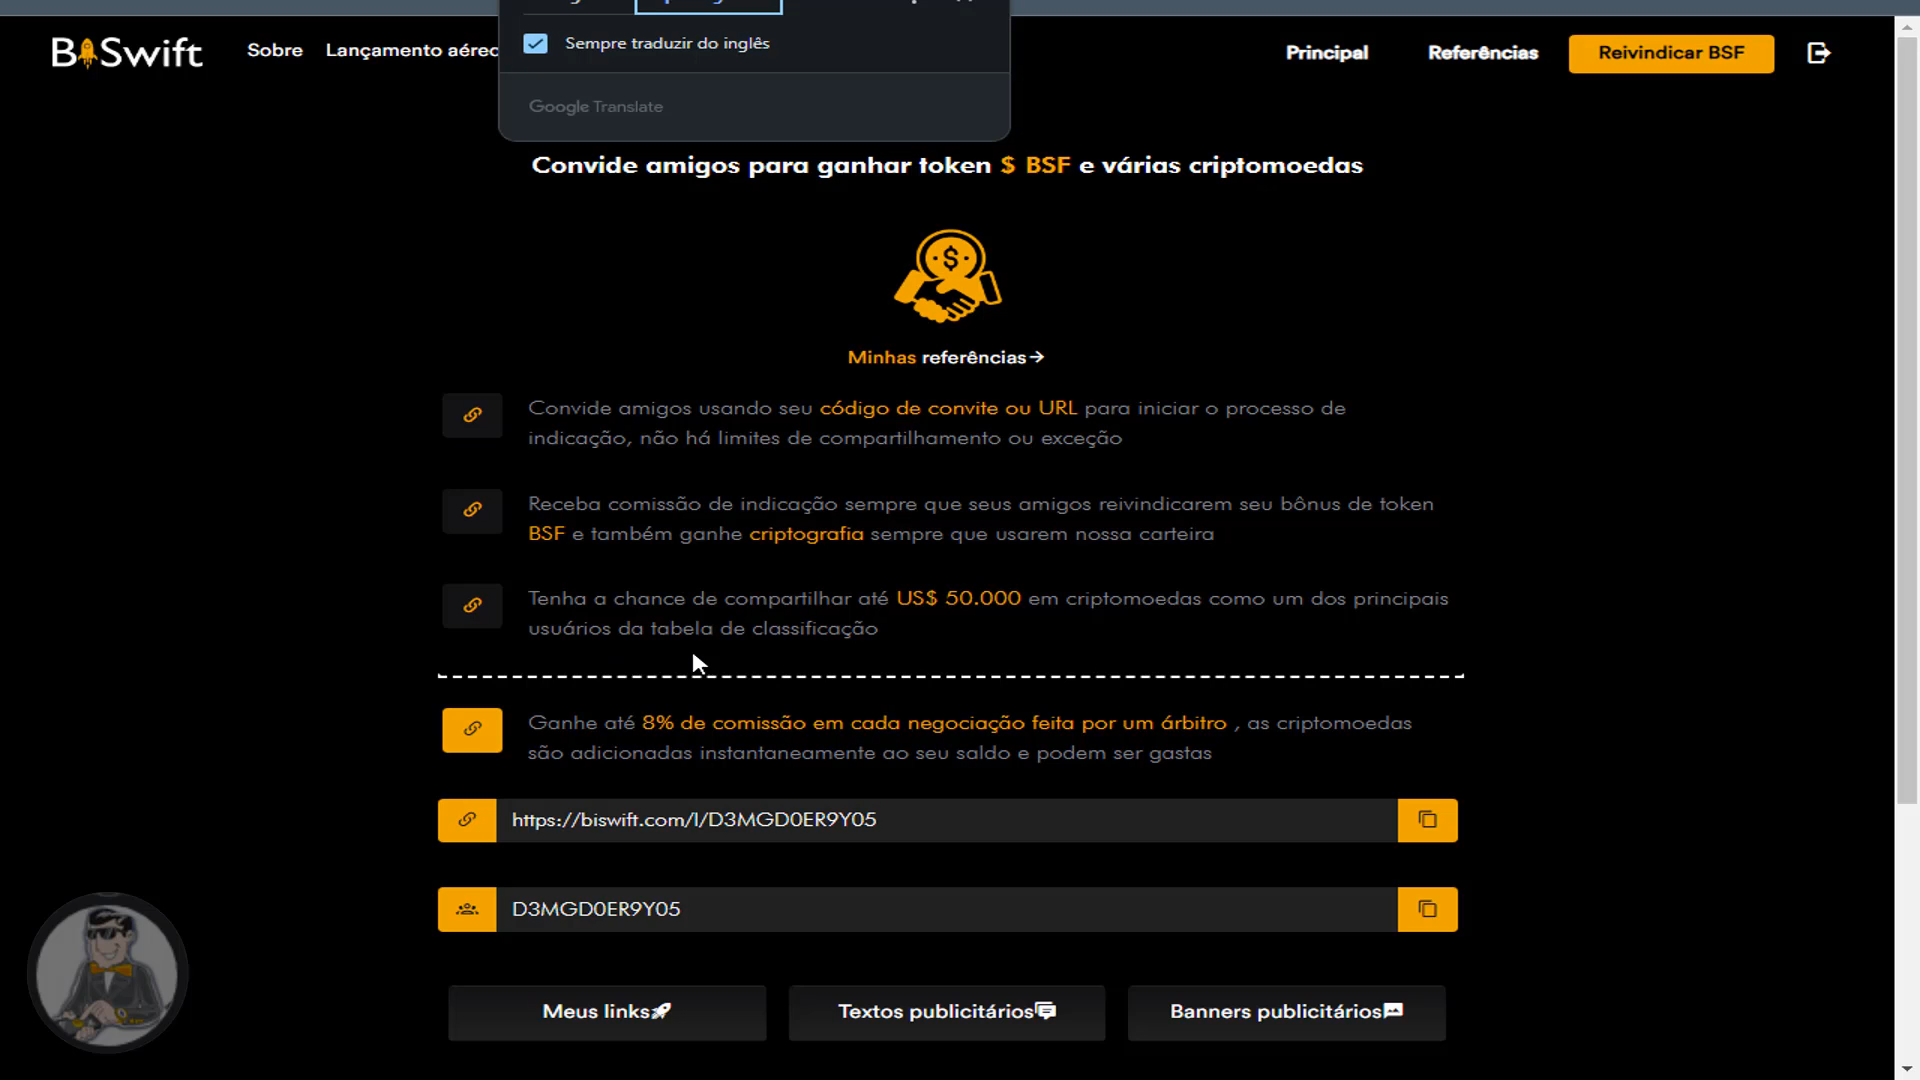 BiSwift
Sobre
Lançamento aéreo
Sempre traduzir do inglês
Google Translate
Principal
Referências
Reivindicar BSF
Convide amigos para ganhar token $ BSF e várias criptomoedas
Minhas referências→
Convide amigos usando seu código de convite ou URL para iniciar o processo de
indicação, não há limites de compartilhamento ou exceção
Receba comissão de indicação sempre que seus amigos reivindicarem seu bônus de token
BSF e também ganhe criptografia sempre que usarem nossa carteira
Tenha a chance de compartilhar até US$ 50.000 em criptomoedas como um dos principais
usuários da tabela de classificação
Ganhe até 8% de comissão em cada negociação feita por um árbitro , as criptomoedas
são adicionadas instantaneamente ao seu saldo e podem ser gastas
https://biswift.com/l/D3MGD0ER9Y05
D3MGD0ER9Y05
Meus links
Textos publicitários
Banners publicitários